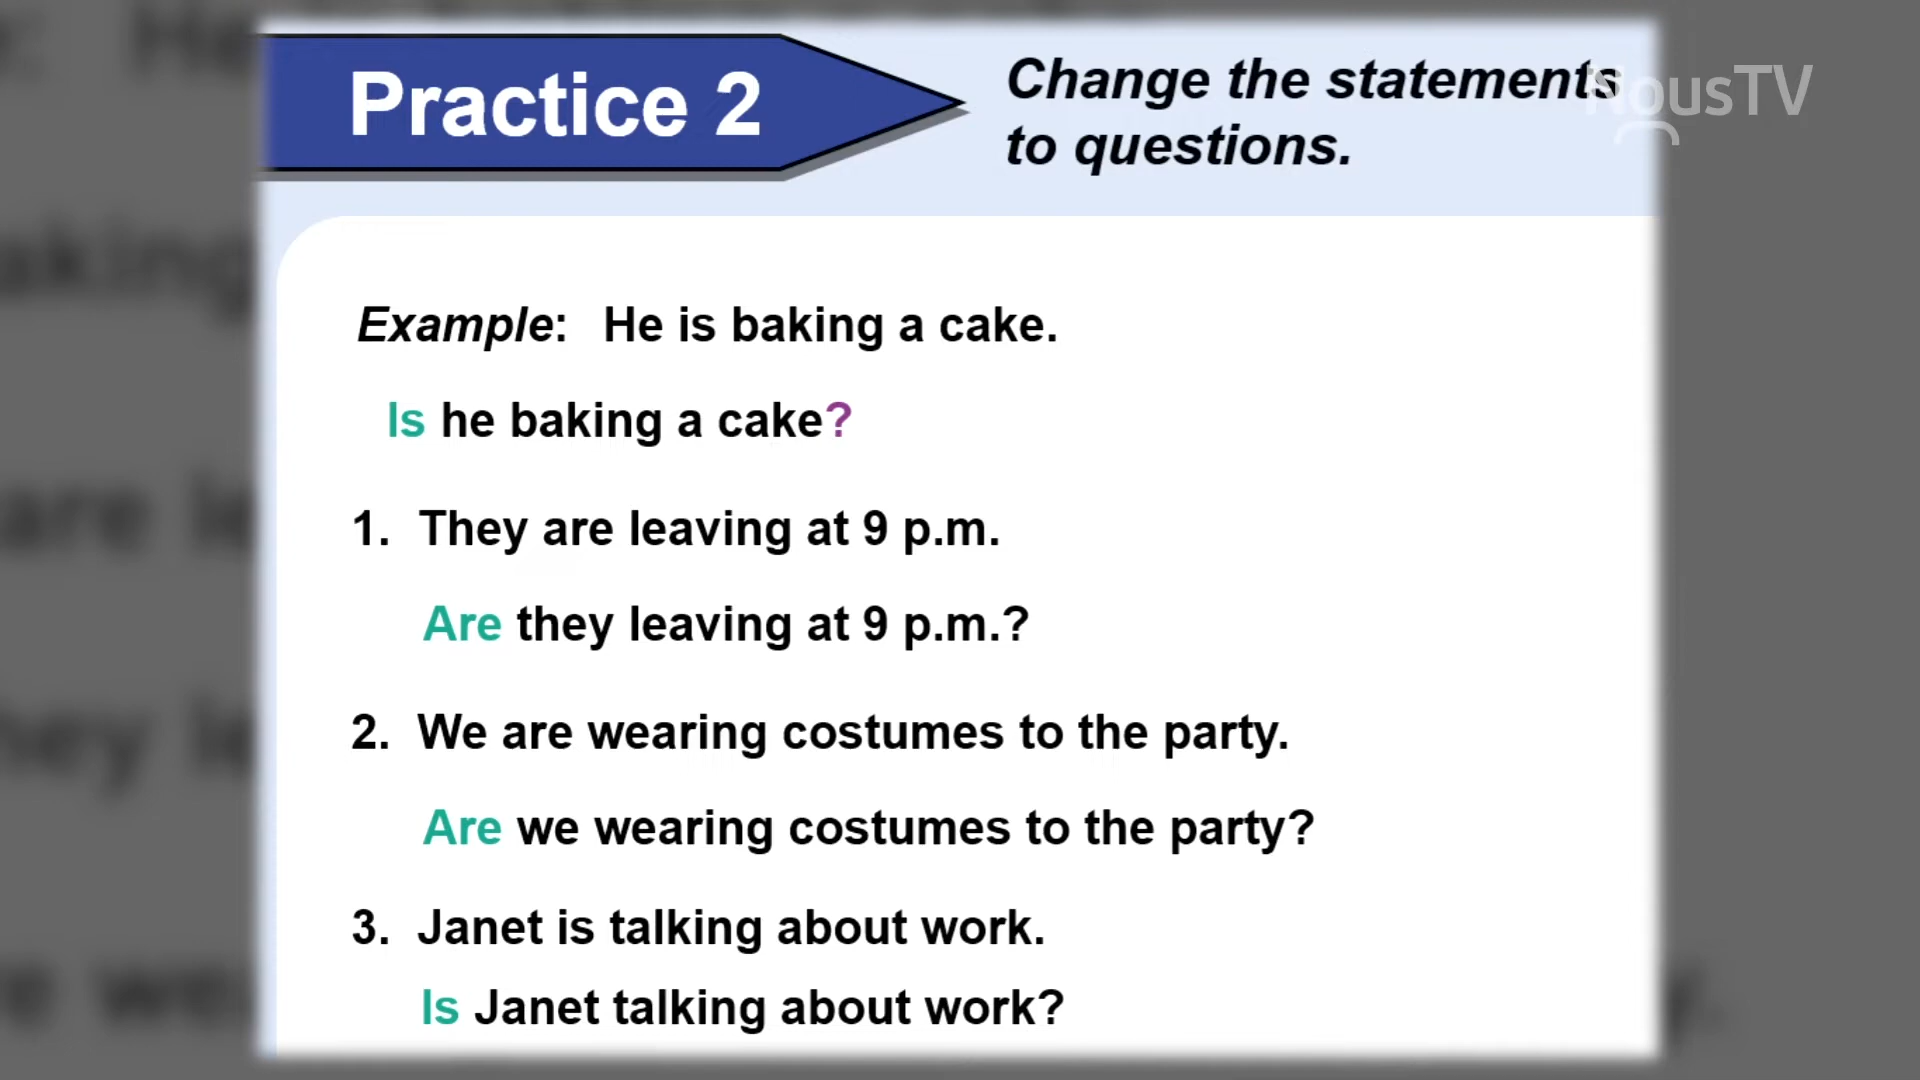 Practice 2
Change the statements
to questions.
NousTV
Example: He is baking a cake.
Is he baking a cake?
1. They are leaving at 9 p.m.
Are they leaving at 9 p.m.?
2. We are wearing costumes to the party.
Are we wearing costumes to the party?
3. Janet is talking about work.
Is Janet talking about work?